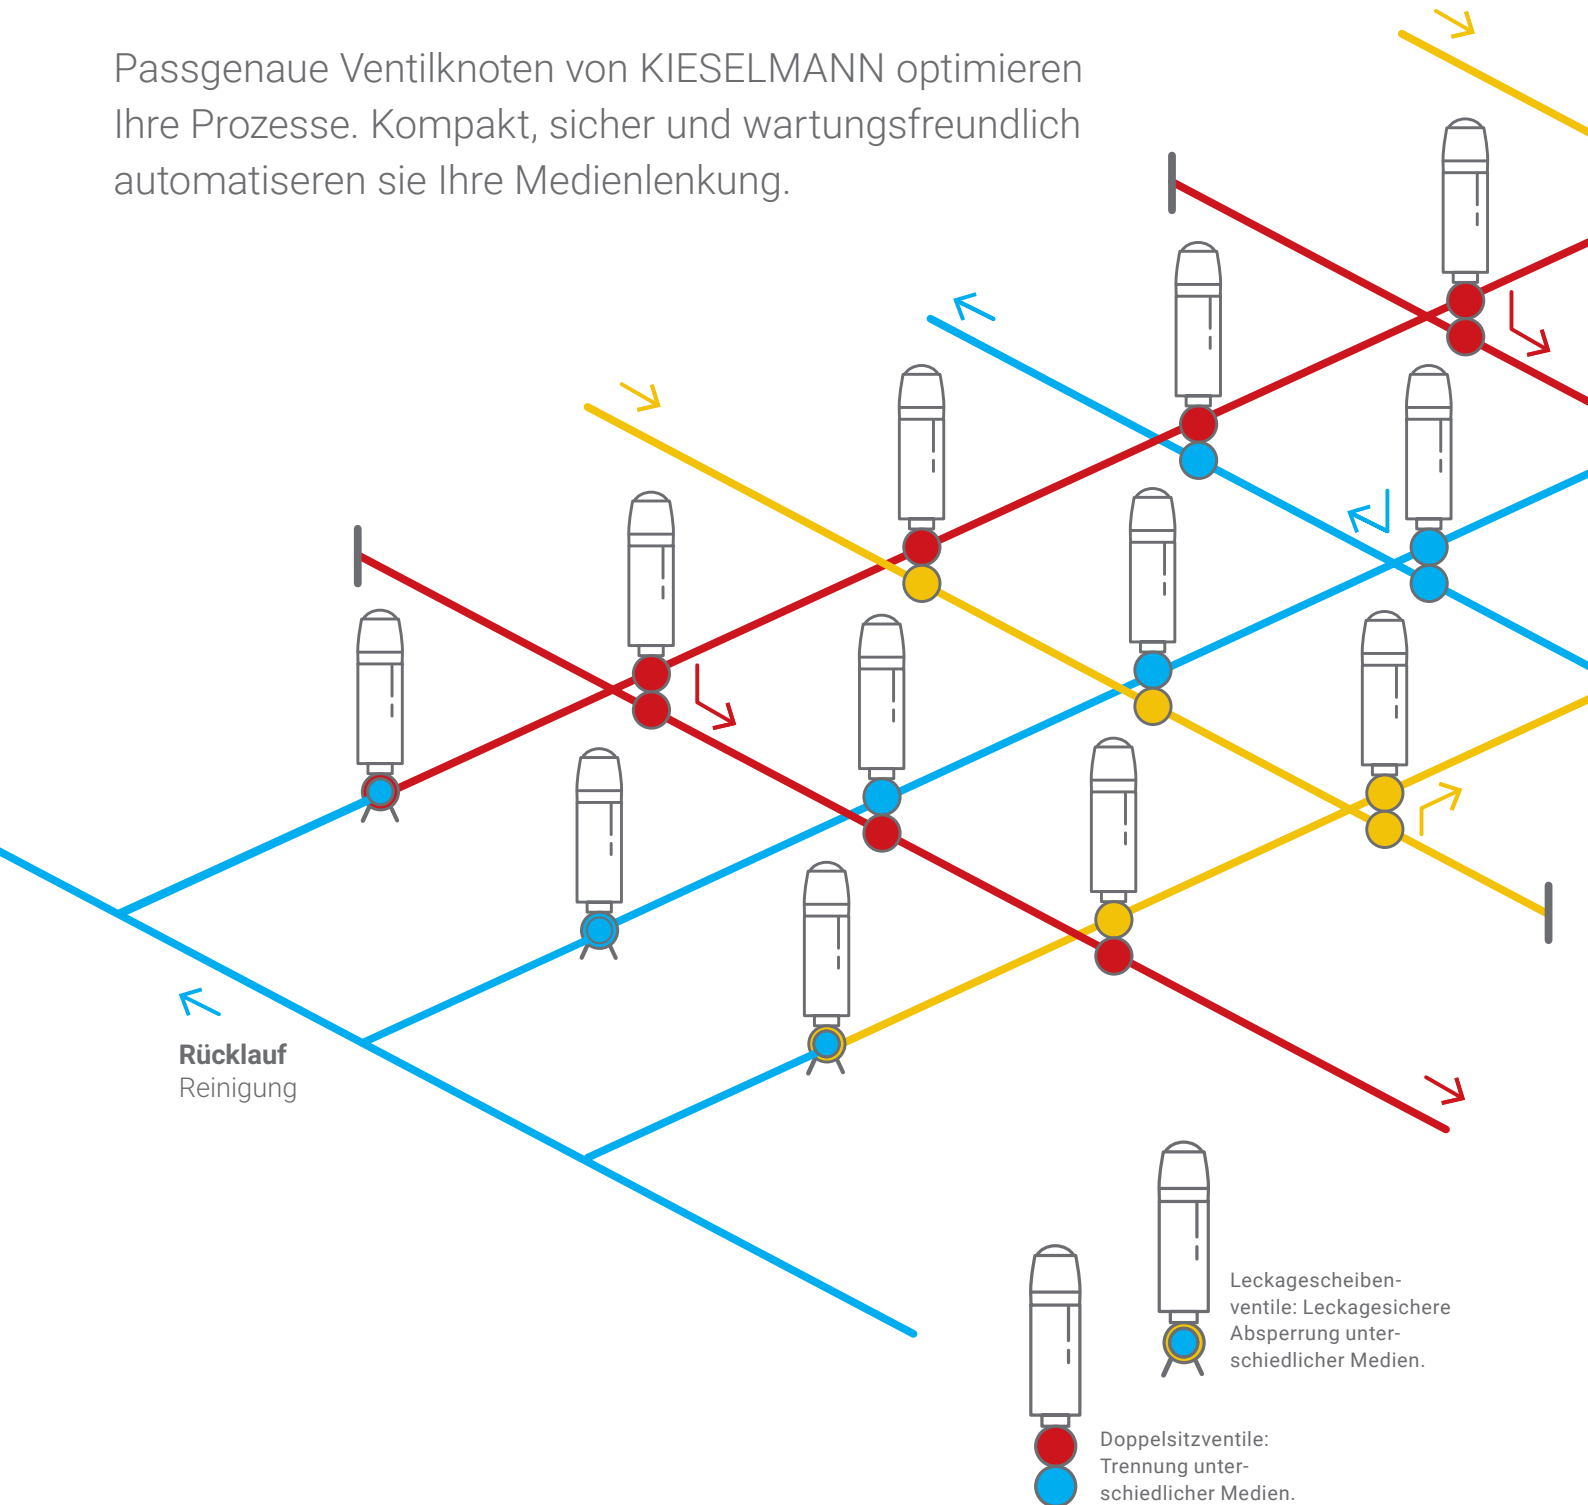 Passgenaue Ventilknoten von KIESELMANN optimieren
Ihre Prozesse. Kompakt, sicher und wartungsfreundlich
automatiseren sie Ihre Medienlenkung.
Rücklauf
Reinigung
Leckagescheiben-
ventile: Leckagesichere
Absperrung unter-
schiedlicher Medien.
Doppelsitzventile:
Trennung unter-
schiedlicher Medien.